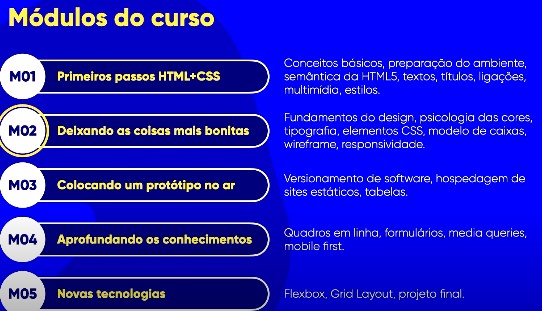 Módulos do curso
M01
Primeiros passos HTML+CSS
Conceitos básicos, preparação do ambiente,
semântica da HTML5, textos, títulos, ligações,
multimídia, estilos.
M02
Deixando as coisas mais bonitas
Fundamentos do design, psicologia das cores,
tipografia, elementos CSS, modelo de caixas,
wireframe, responsividade.
M03
Colocando um protótipo no ar
Versionamento de software, hospedagem de
sites estáticos, tabelas.
M04
Aprofundando os conhecimentos
Quadros em linha, formulários, media queries,
mobile first.
M05
Novas tecnologias
Flexbox, Grid Layout, projeto final.